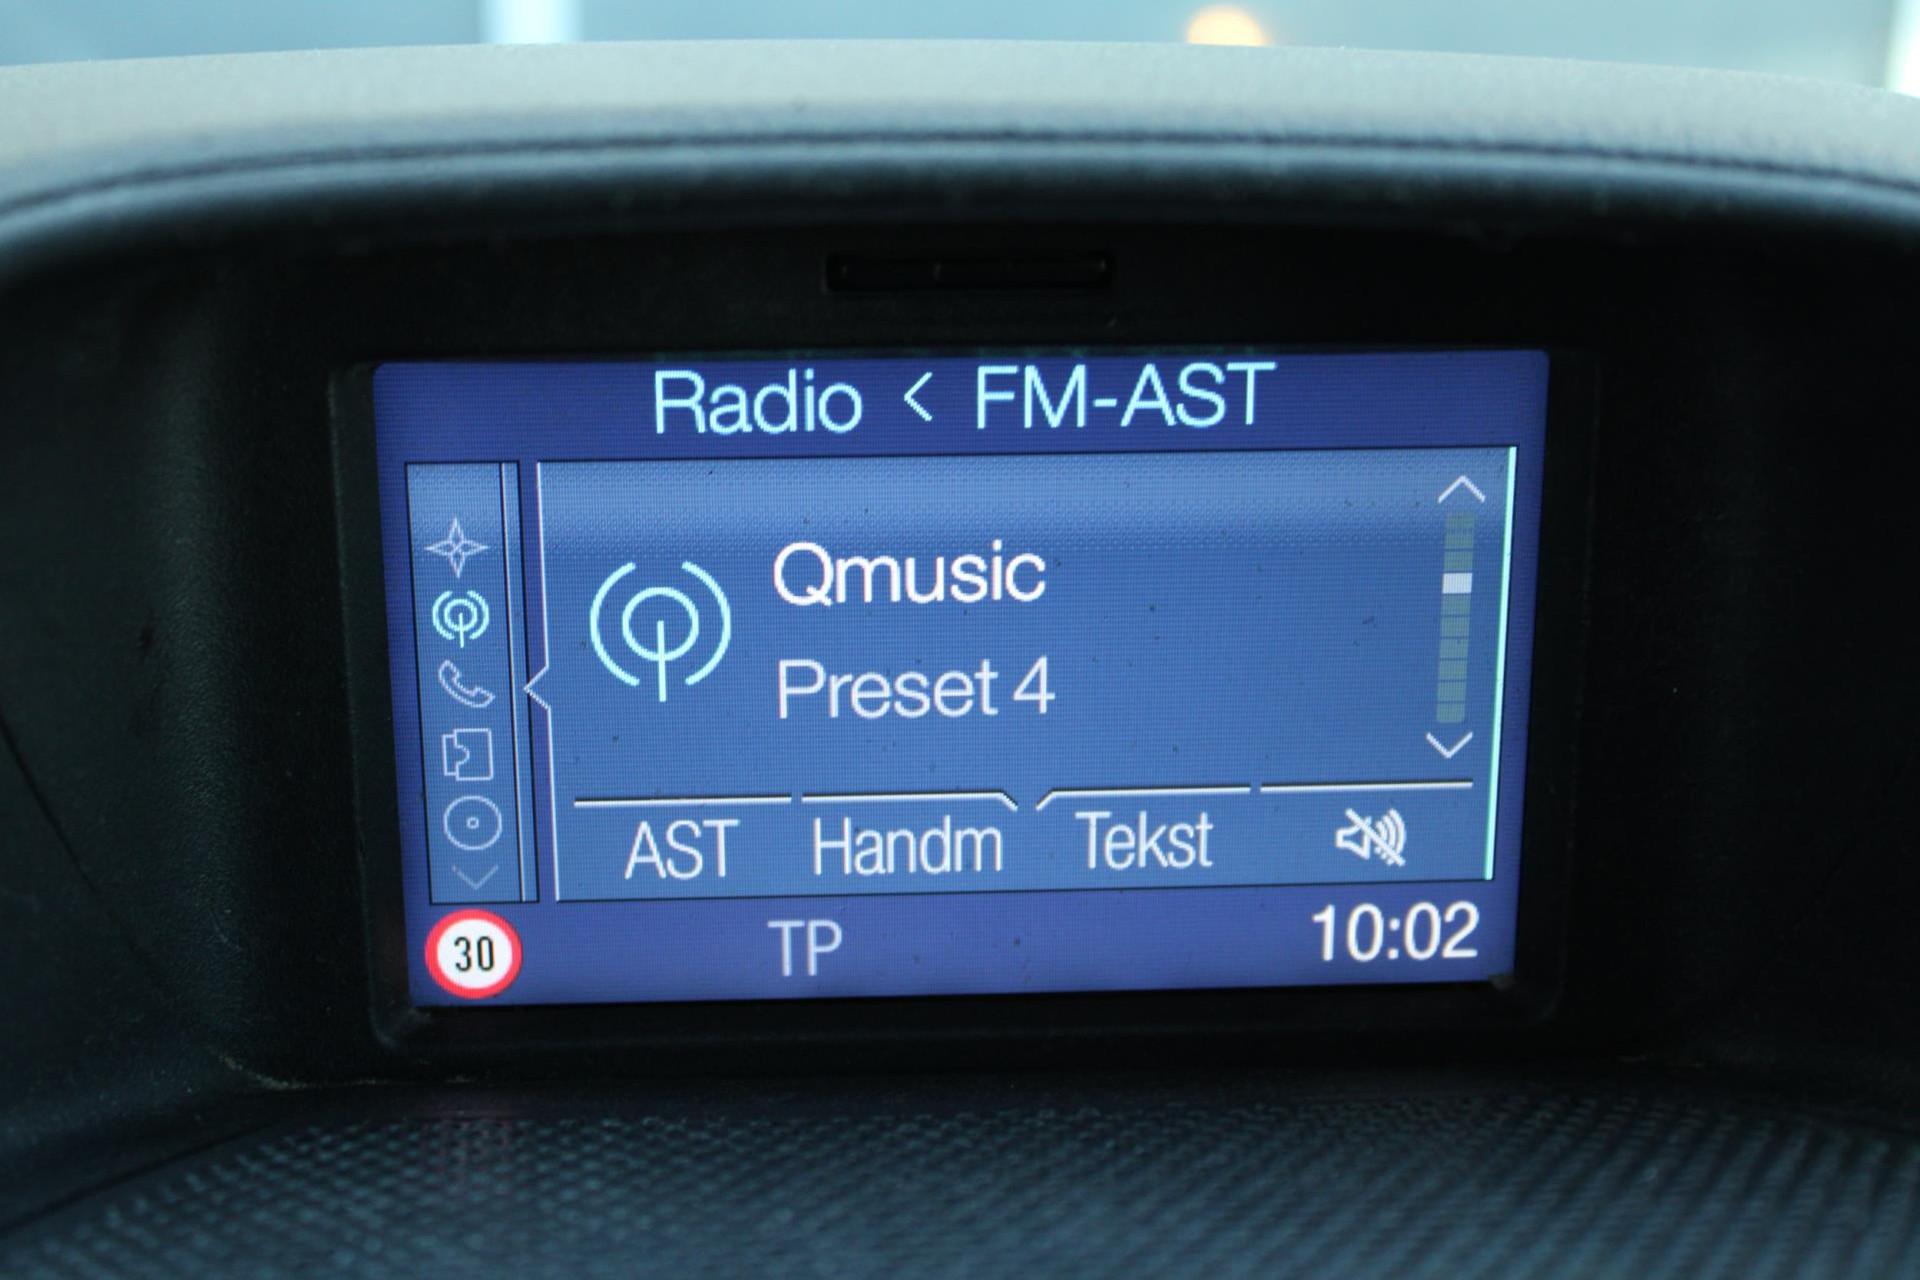 Radio < FM-AST
Qmusic
Preset 4
AST Handm Tekst
30 TP 10:02